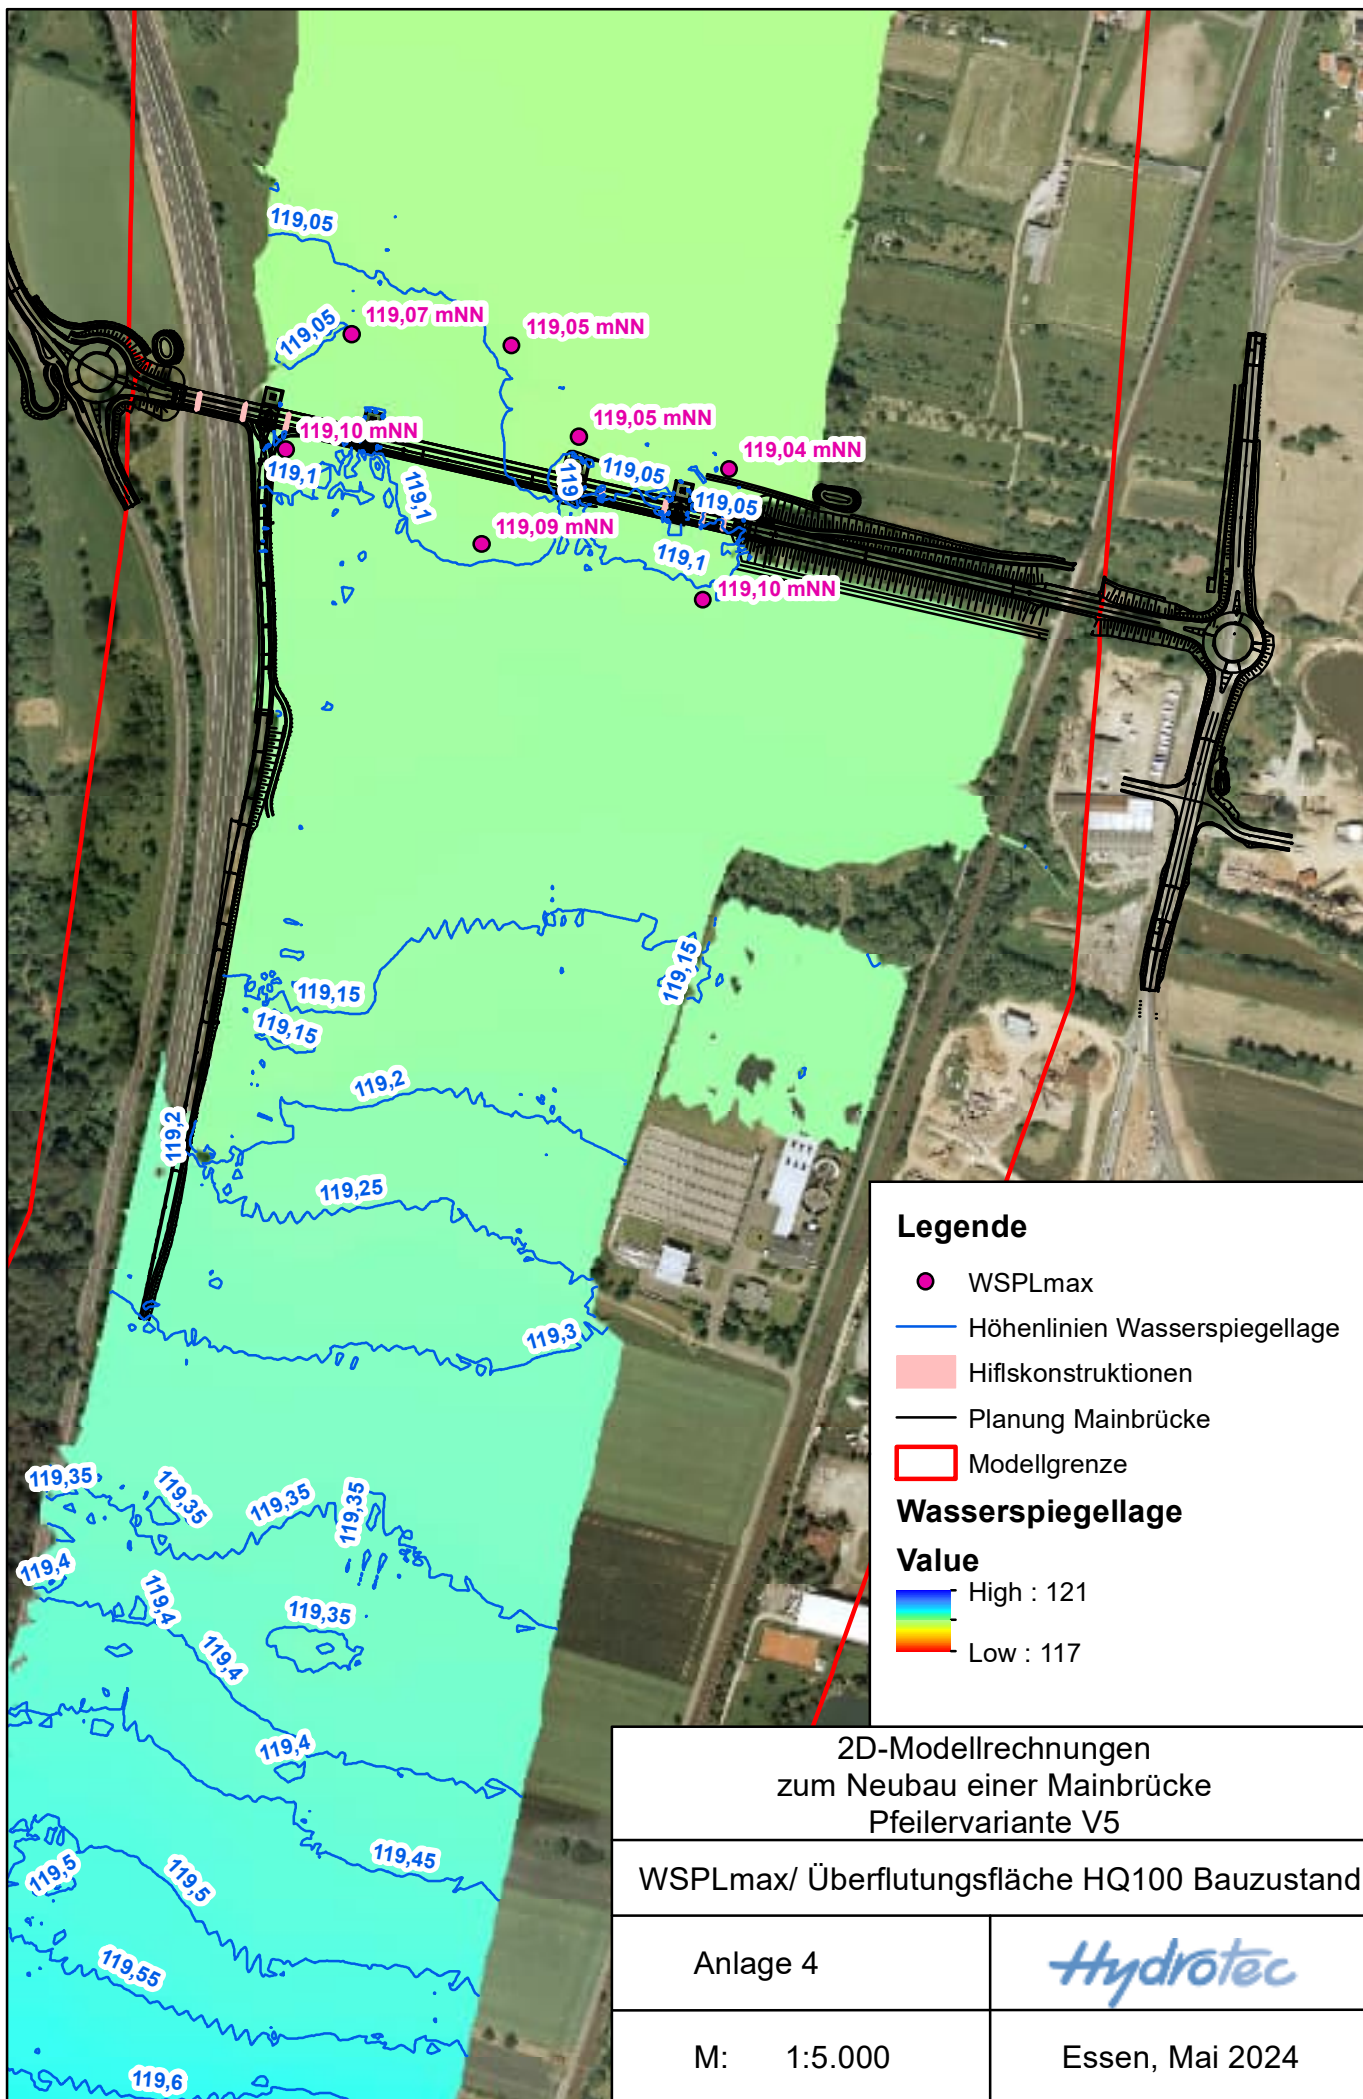 119,05
119,07 mNN
119,05 mNN
119,05
119,05 mNN
119,10 mNN
119,04 mNN
119,1
119,1
119
119,05
119,05
119,09 mNN
119,1
119,10 mNN
119,15
119,15
119,15
119,2
119,2
119,25
119,3
119,35
119,35
119,35
119,35
119,4
119,4
119,35
119,4
119,4
119,45
119,5
119,5
119,55
119,6
Legende
WSPLmax
Höhenlinien Wasserspiegellage
Hiflskonstruktionen
Planung Mainbrücke
Modellgrenze
Wasserspiegellage
Value
High : 121
Low : 117
2D-Modellrechnungen
zum Neubau einer Mainbrücke
Pfeilervariante V5
WSPLmax/ Überflutungsfläche HQ100 Bauzustand
Anlage 4
Hydrotec
M: 1:5.000
Essen, Mai 2024